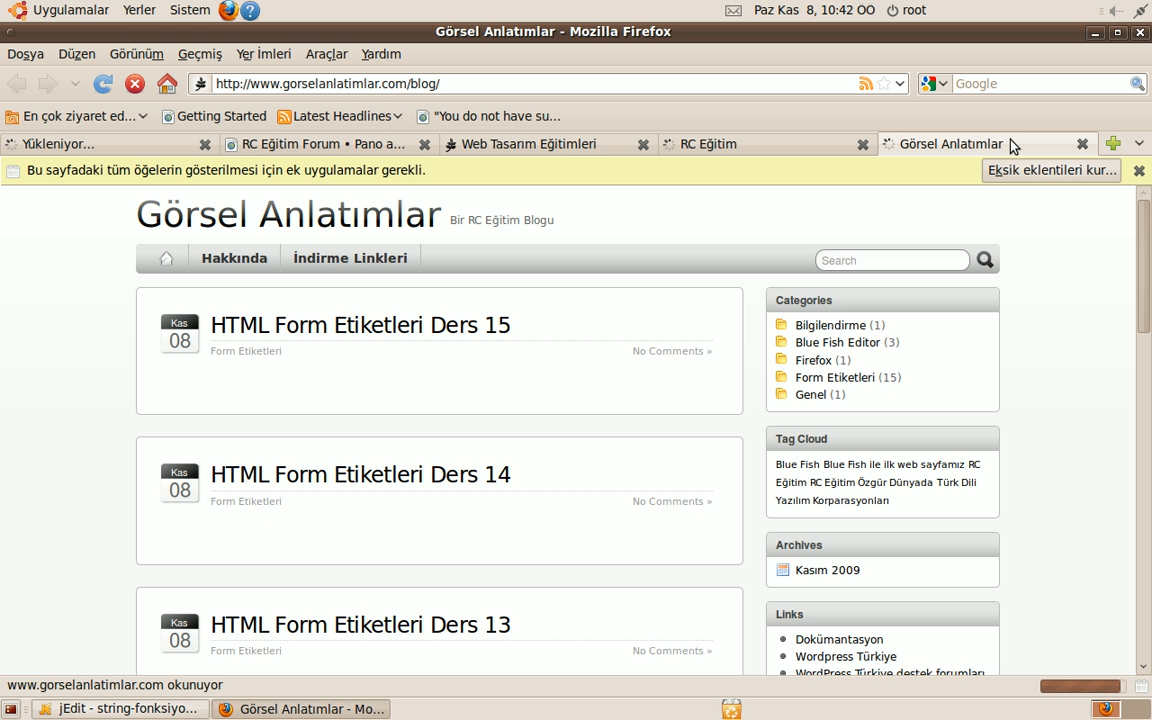 Uygulamalar Yerler Sistem Paz Kas 8, 10:42 OO root
Görsel Anlatımlar - Mozilla Firefox
Dosya Düzen Görünüm Geçmiş Yer İmleri Araçlar Yardım
http://www.gorselanlatimlar.com/blog/ Google
En çok ziyaret ed... Getting Started Latest Headlines "You do not have su...
Yükleniyor... RC Eğitim Forum • Pano a... Web Tasarım Eğitimleri RC Eğitim Görsel Anlatımlar
Bu sayfadaki tüm öğelerin gösterilmesi için ek uygulamalar gerekli. Eksik eklentileri kur...
Görsel Anlatımlar Bir RC Eğitim Blogu
Hakkında İndirme Linkleri Search
Kas
08
HTML Form Etiketleri Ders 15
Form Etiketleri No Comments »
Kas
08
HTML Form Etiketleri Ders 14
Form Etiketleri No Comments »
Kas
08
HTML Form Etiketleri Ders 13
Form Etiketleri No Comments »
Categories
Bilgilendirme (1)
Blue Fish Editor (3)
Firefox (1)
Form Etiketleri (15)
Genel (1)
Tag Cloud
Blue Fish Blue Fish ile ilk web sayfamız RC
Eğitim RC Eğitim Özgür Dünyada Türk Dili
Yazılım Korparasyonları
Archives
Kasım 2009
Links
Dokümantasyon
Wordpress Türkiye
WordPress Türkiye destek forumları
www.gorselanlatimlar.com okunuyor
jEdit - string-fonksiyo... Görsel Anlatımlar - Mo...